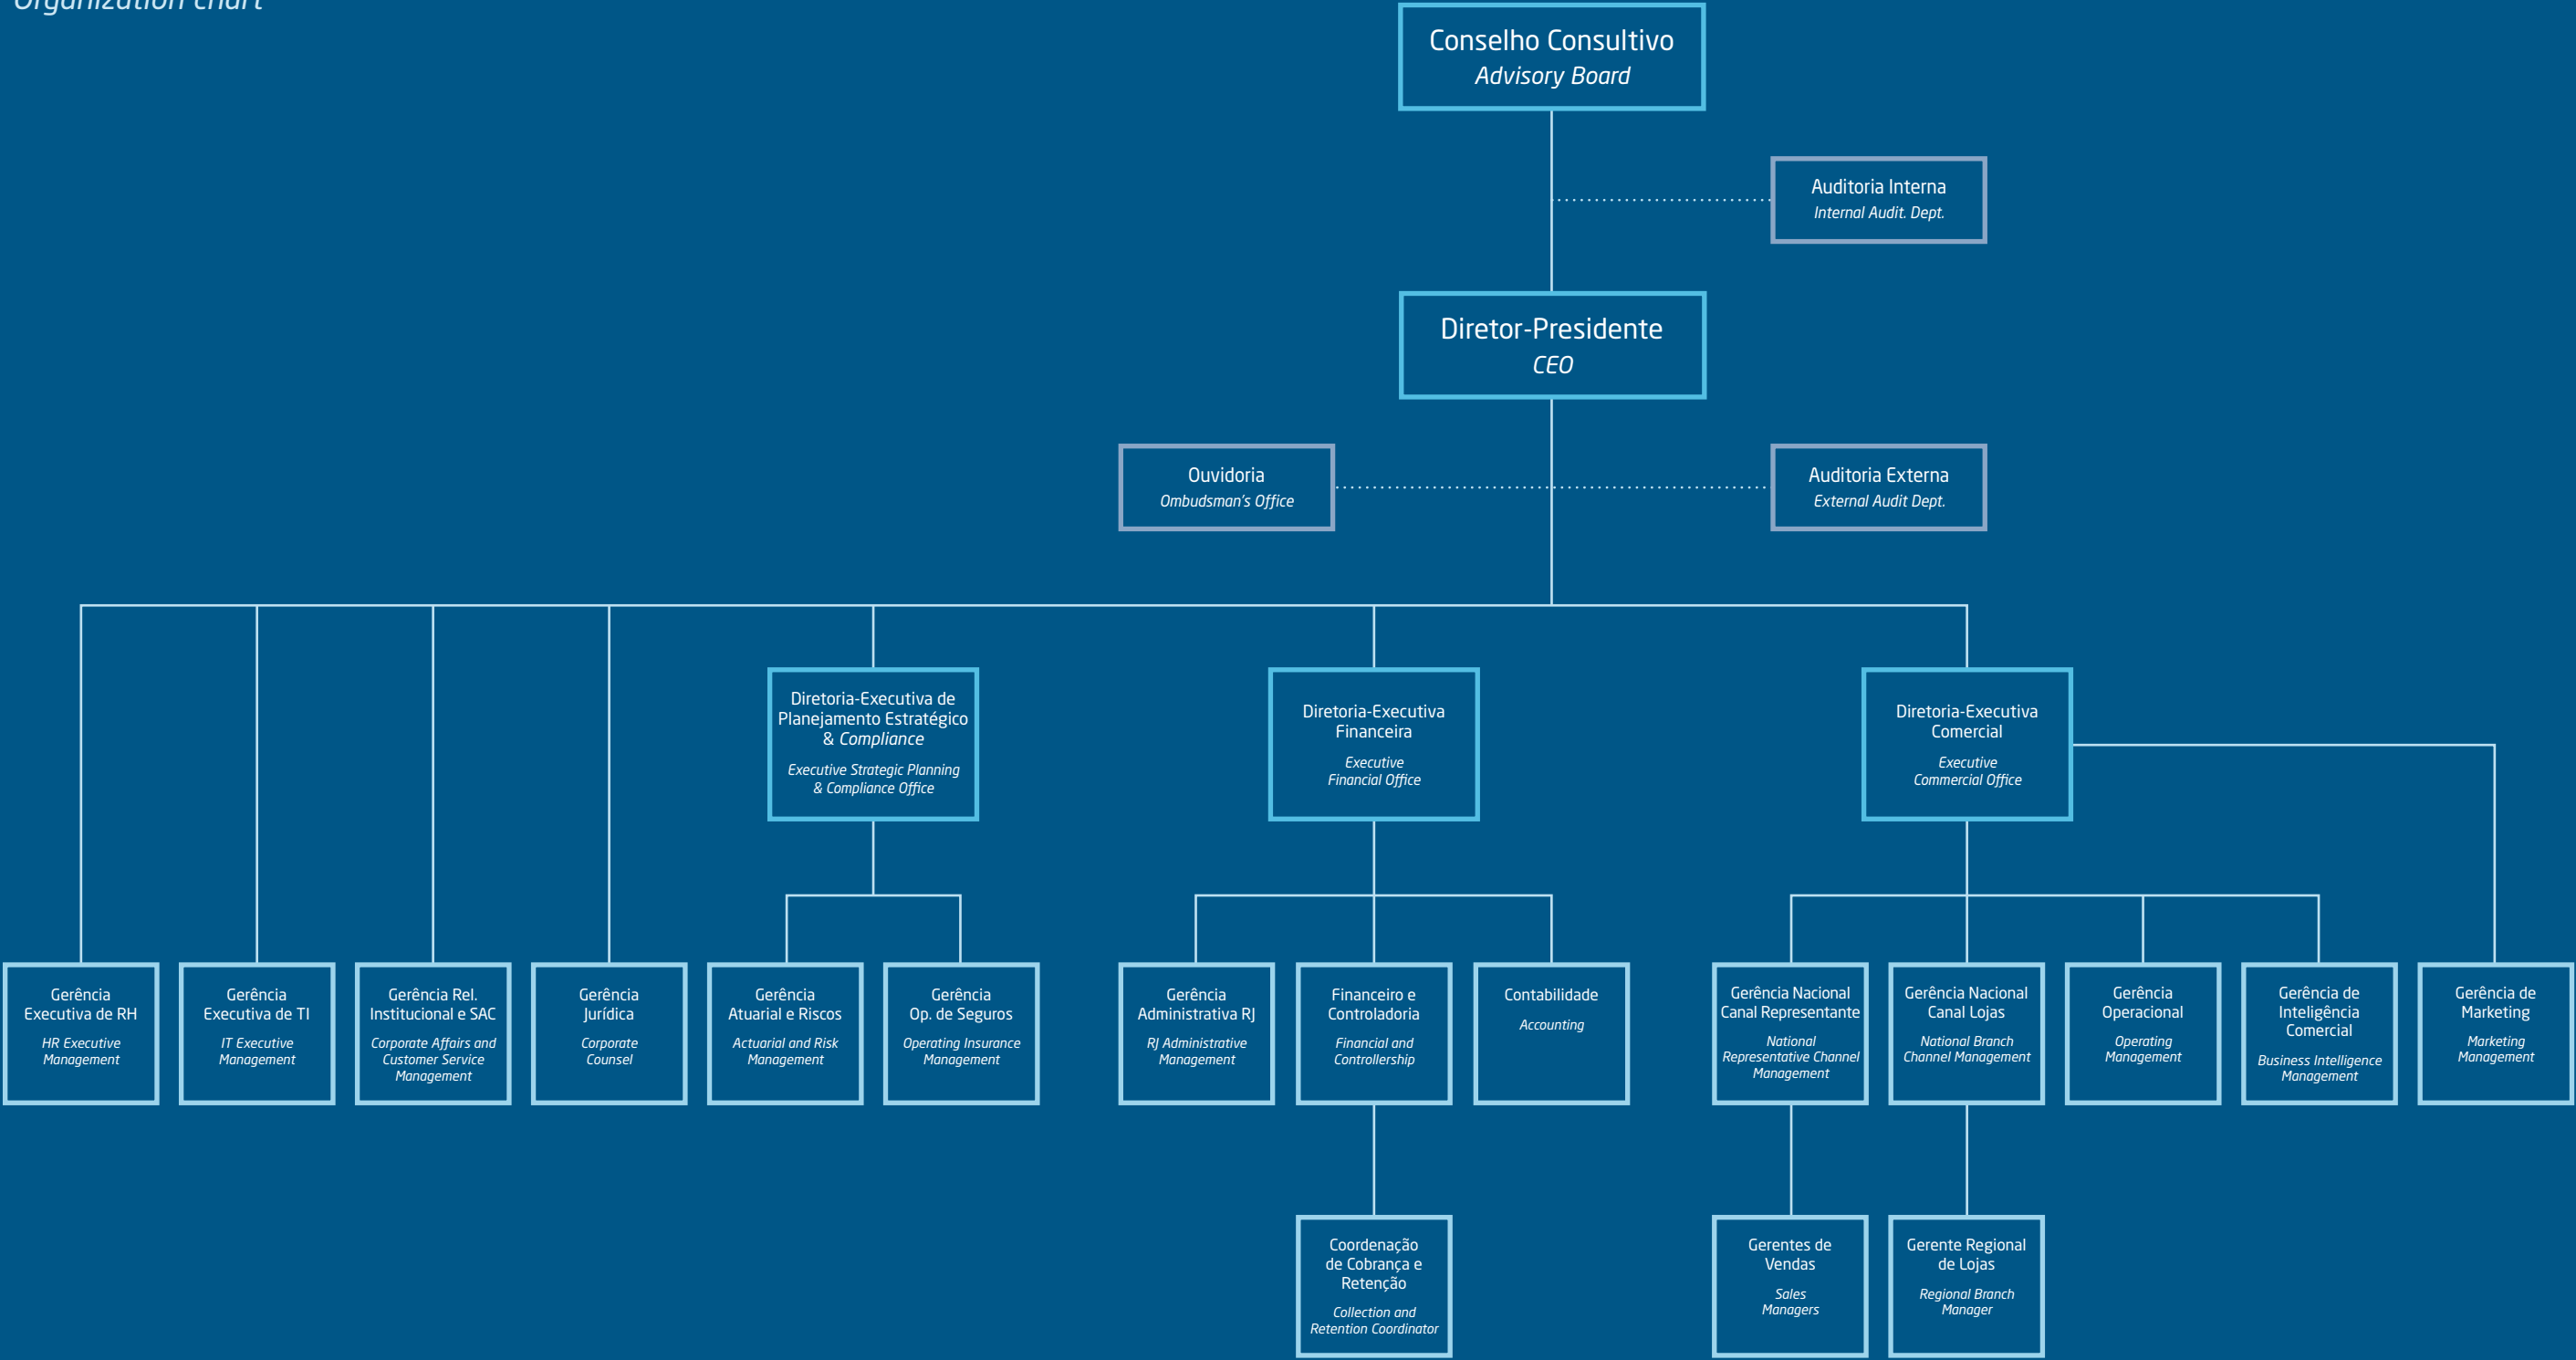 Organization chart
Conselho Consultivo
Advisory Board
Auditoria Interna
Internal Audit. Dept.
Diretor-Presidente
CEO
Ouvidoria
Ombudsman's Office
Auditoria Externa
External Audit Dept.
Diretoria-Executiva de
Planejamento Estratégico
& Compliance
Executive Strategic Planning
& Compliance Office
Diretoria-Executiva
Financeira
Executive
Financial Office
Diretoria-Executiva
Comercial
Executive
Commercial Office
Gerência
Executiva de RH
HR Executive
Management
Gerência
Executiva de TI
IT Executive
Management
Gerência Rel.
Institucional e SAC
Corporate Affairs and
Customer Service
Management
Gerência
Jurídica
Corporate
Counsel
Gerência
Atuarial e Riscos
Actuarial and Risk
Management
Gerência
Op. de Seguros
Operating Insurance
Management
Gerência
Administrativa RJ
RJ Administrative
Management
Financeiro e
Controladoria
Financial and
Controllership
Contabilidade
Accounting
Gerência Nacional
Canal Representante
National
Representative Channel
Management
Gerência Nacional
Canal Lojas
National Branch
Channel Management
Gerência
Operacional
Operating
Management
Gerência de
Inteligência
Comercial
Business Intelligence
Management
Gerência de
Marketing
Marketing
Management
Coordenação
de Cobrança e
Retenção
Collection and
Retention Coordinator
Gerentes de
Vendas
Sales
Managers
Gerente Regional
de Lojas
Regional Branch
Manager